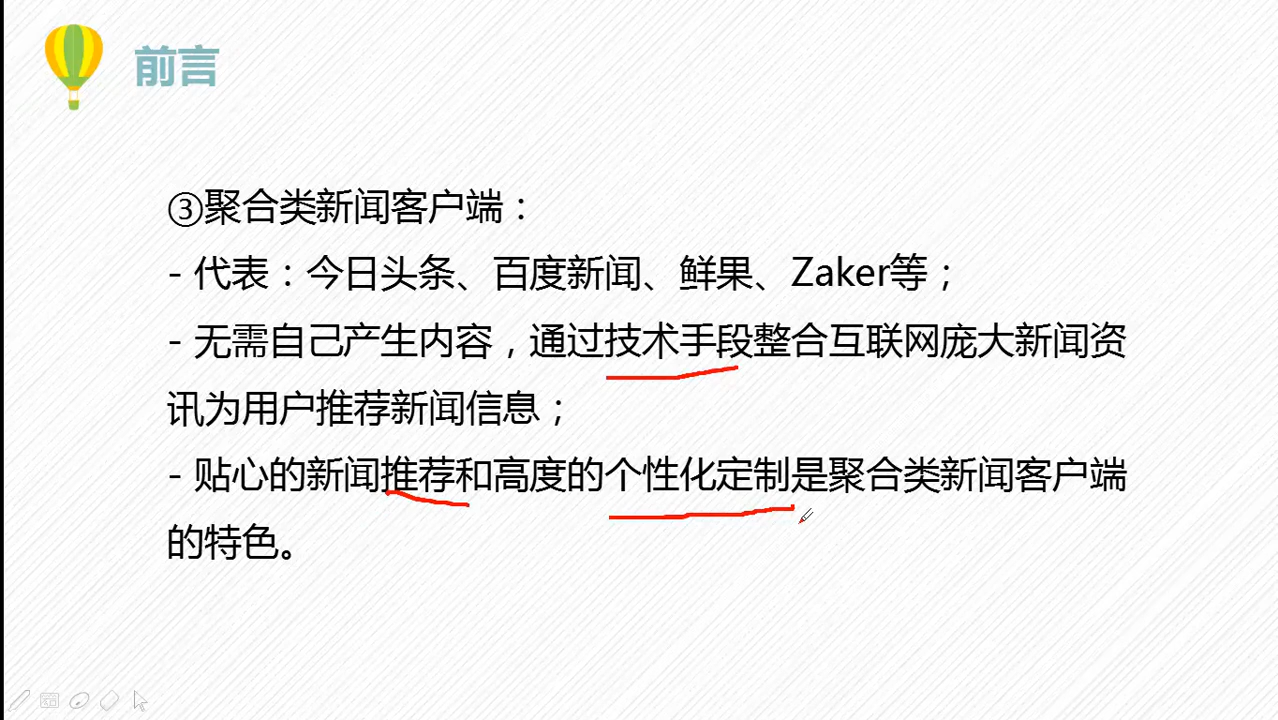 前言
③聚合类新闻客户端：
- 代表：今日头条、百度新闻、鲜果、Zaker等；
- 无需自己产生内容，通过技术手段整合互联网庞大新闻资
讯为用户推荐新闻信息；
- 贴心的新闻推荐和高度的个性化定制是聚合类新闻客户端
的特色。